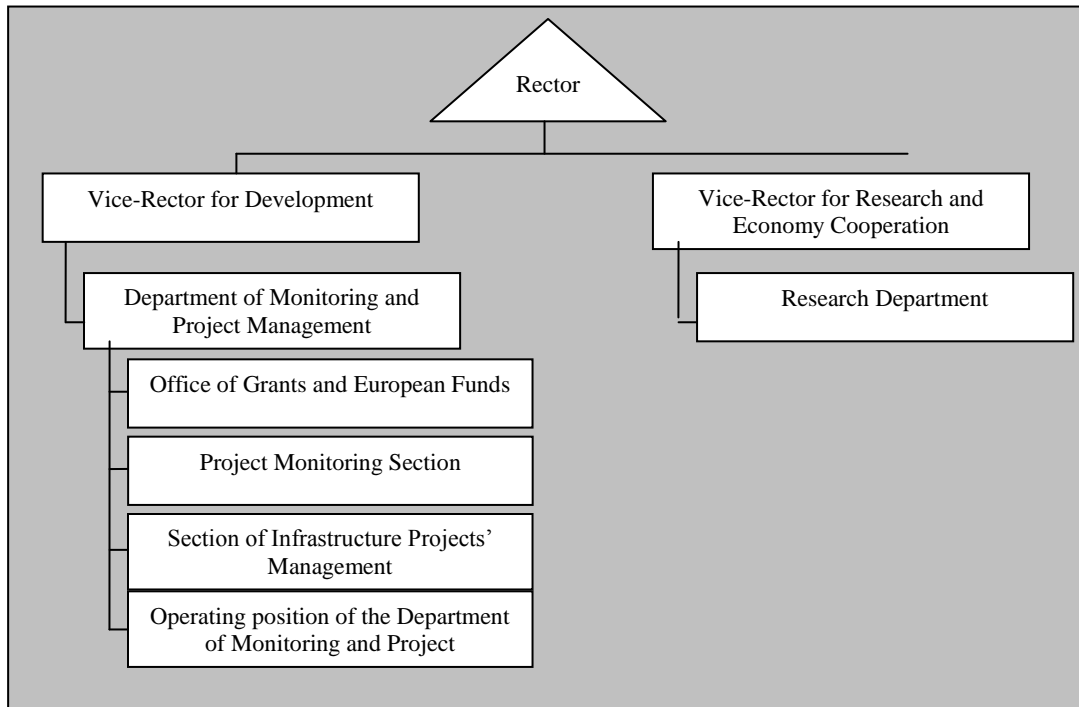 Rector
Vice-Rector for Development
Vice-Rector for Research and
Economy Cooperation
Department of Monitoring and
Project Management
Research Department
Office of Grants and European Funds
Project Monitoring Section
Section of Infrastructure Projects’
Management
Operating position of the Department
of Monitoring and Project